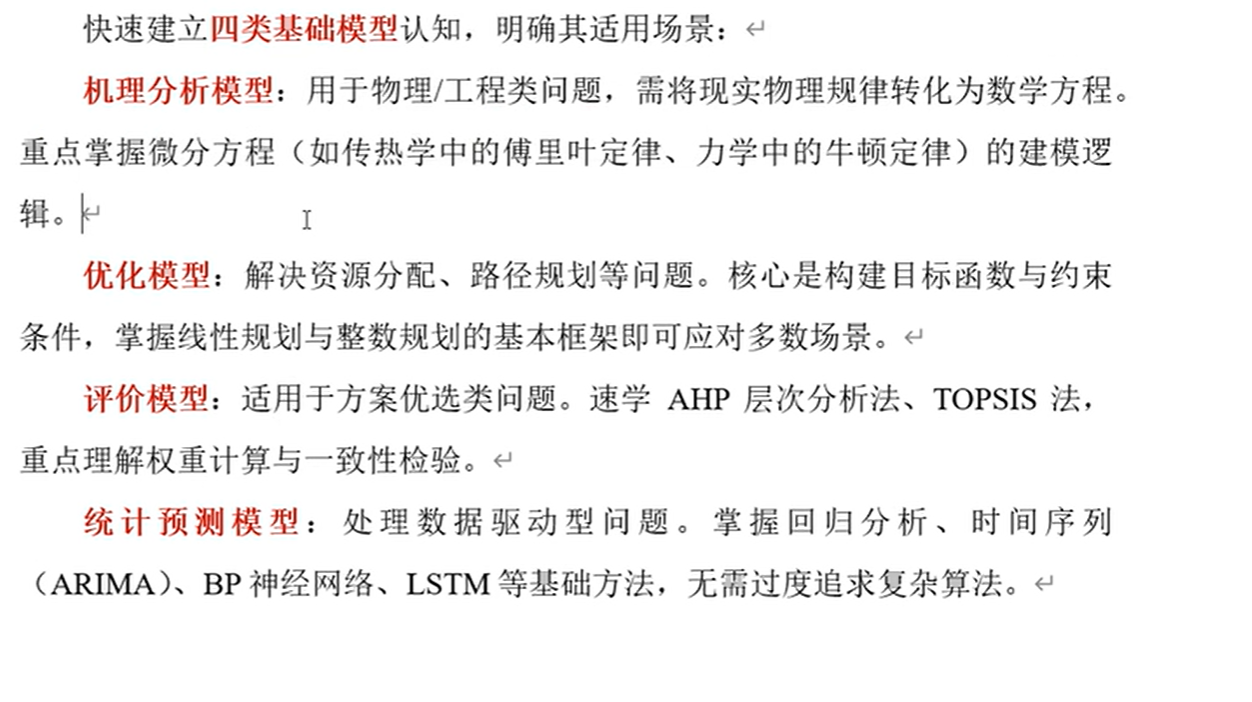 快速建立四类基础模型认知，明确其适用场景：
机理分析模型：用于物理/工程类问题，需将现实物理规律转化为数学方程。
重点掌握微分方程（如传热学中的傅里叶定律、力学中的牛顿定律）的建模逻
辑。
优化模型：解决资源分配、路径规划等问题。核心是构建目标函数与约束
条件，掌握线性规划与整数规划的基本框架即可应对多数场景。
评价模型：适用于方案优选类问题。速学 AHP 层次分析法、TOPSIS 法，
重点理解权重计算与一致性检验。
统计预测模型：处理数据驱动型问题。掌握回归分析、时间序列
（ARIMA）、BP 神经网络、LSTM 等基础方法，无需过度追求复杂算法。